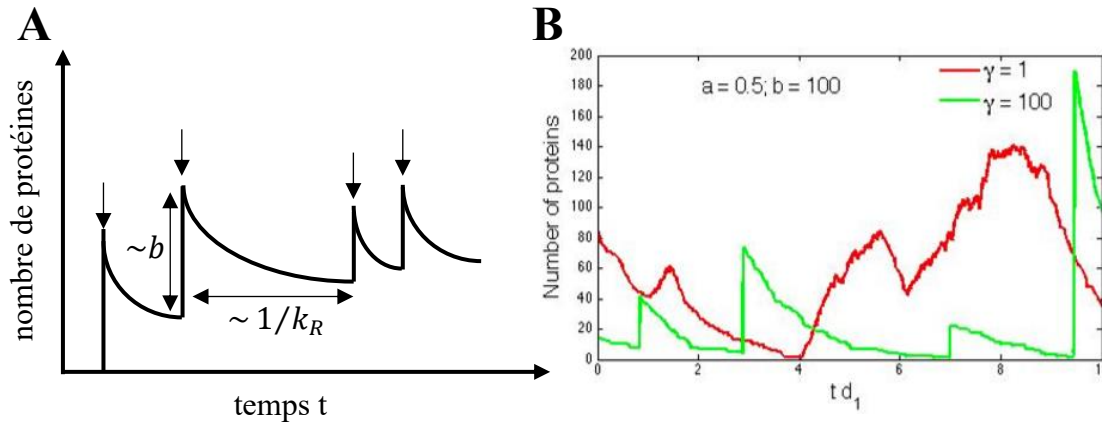 A
nombre de protéines
~b
~ 1/k_R
temps t
B
Number of proteins
200
180
160
140
120
100
80
60
40
20
0
a = 0.5; b = 100
γ = 1
γ = 100
0
2
4
6
8
1
t d_1